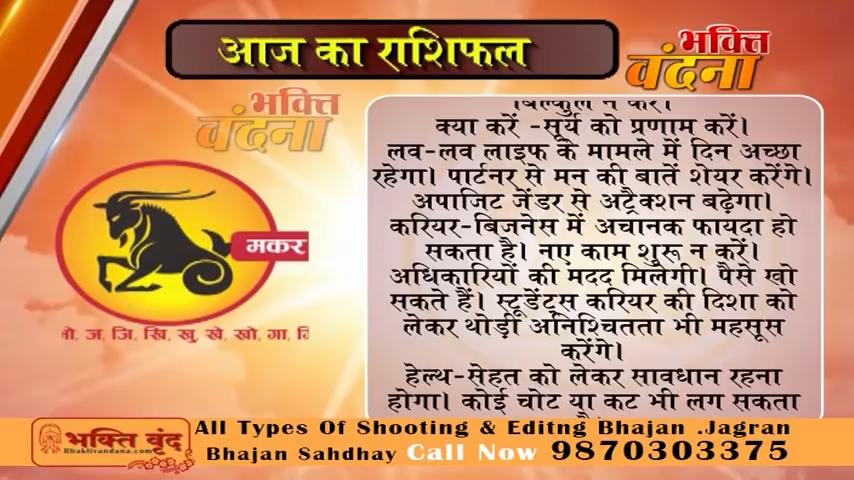 आज का राशिफल
भक्ति
वंदना
भक्ति
वंदना
बिल्कुल न करें।
क्या करें -सूर्य को प्रणाम करें।
लव-लव लाइफ के मामले में दिन अच्छा
रहेगा। पार्टनर से मन की बातें शेयर करेंगे।
अपाजिट जेंडर से अट्रैक्शन बढ़ेगा।
करियर-बिजनेस में अचानक फायदा हो
सकता है। नए काम शुरू न करें।
अधिकारियों की मदद मिलेगी। पैसे खो
सकते हैं। स्टूडेंट्स करियर की दिशा को
लेकर थोड़ी अनिश्चितता भी महसूस
करेंगे।
हेल्थ-सेहत को लेकर सावधान रहना
होगा। कोई चोट या कट भी लग सकता
मकर
ज, जि, खि, खु, खे, खो, गा,
भक्ति वृंद
Bhaktivandana.com
All Types Of Shooting & Editng Bhajan .Jagran
Bhajan Sahdhay Call Now 9870303375